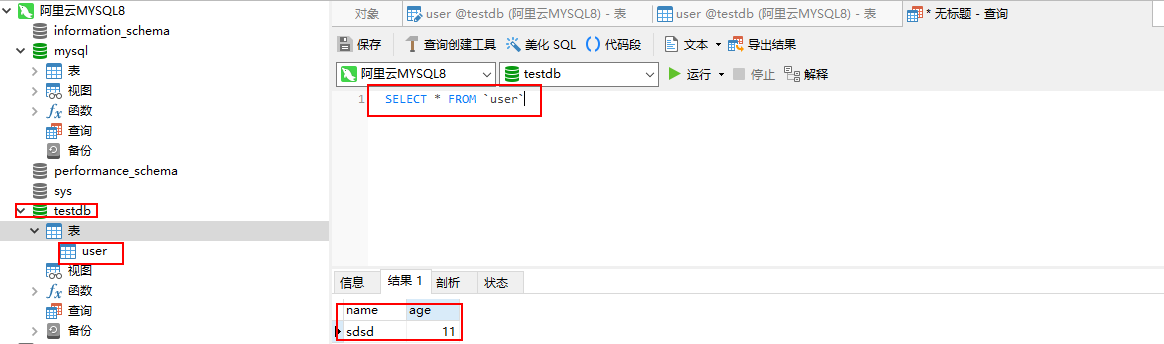 阿里云MYSQL8
information_schema
mysql
表
视图
函数
查询
备份
performance_schema
sys
testdb
表
user
视图
函数
查询
备份
对象
user @testdb (阿里云MYSQL8) - 表
user @testdb (阿里云MYSQL8) - 表
* 无标题 - 查询
保存 查询创建工具 美化 SQL () 代码段 文本 导出结果
阿里云MYSQL8 testdb 运行 停止 解释
1 SELECT * FROM `user`
信息 结果 1 剖析 状态
name age
sdsd 11